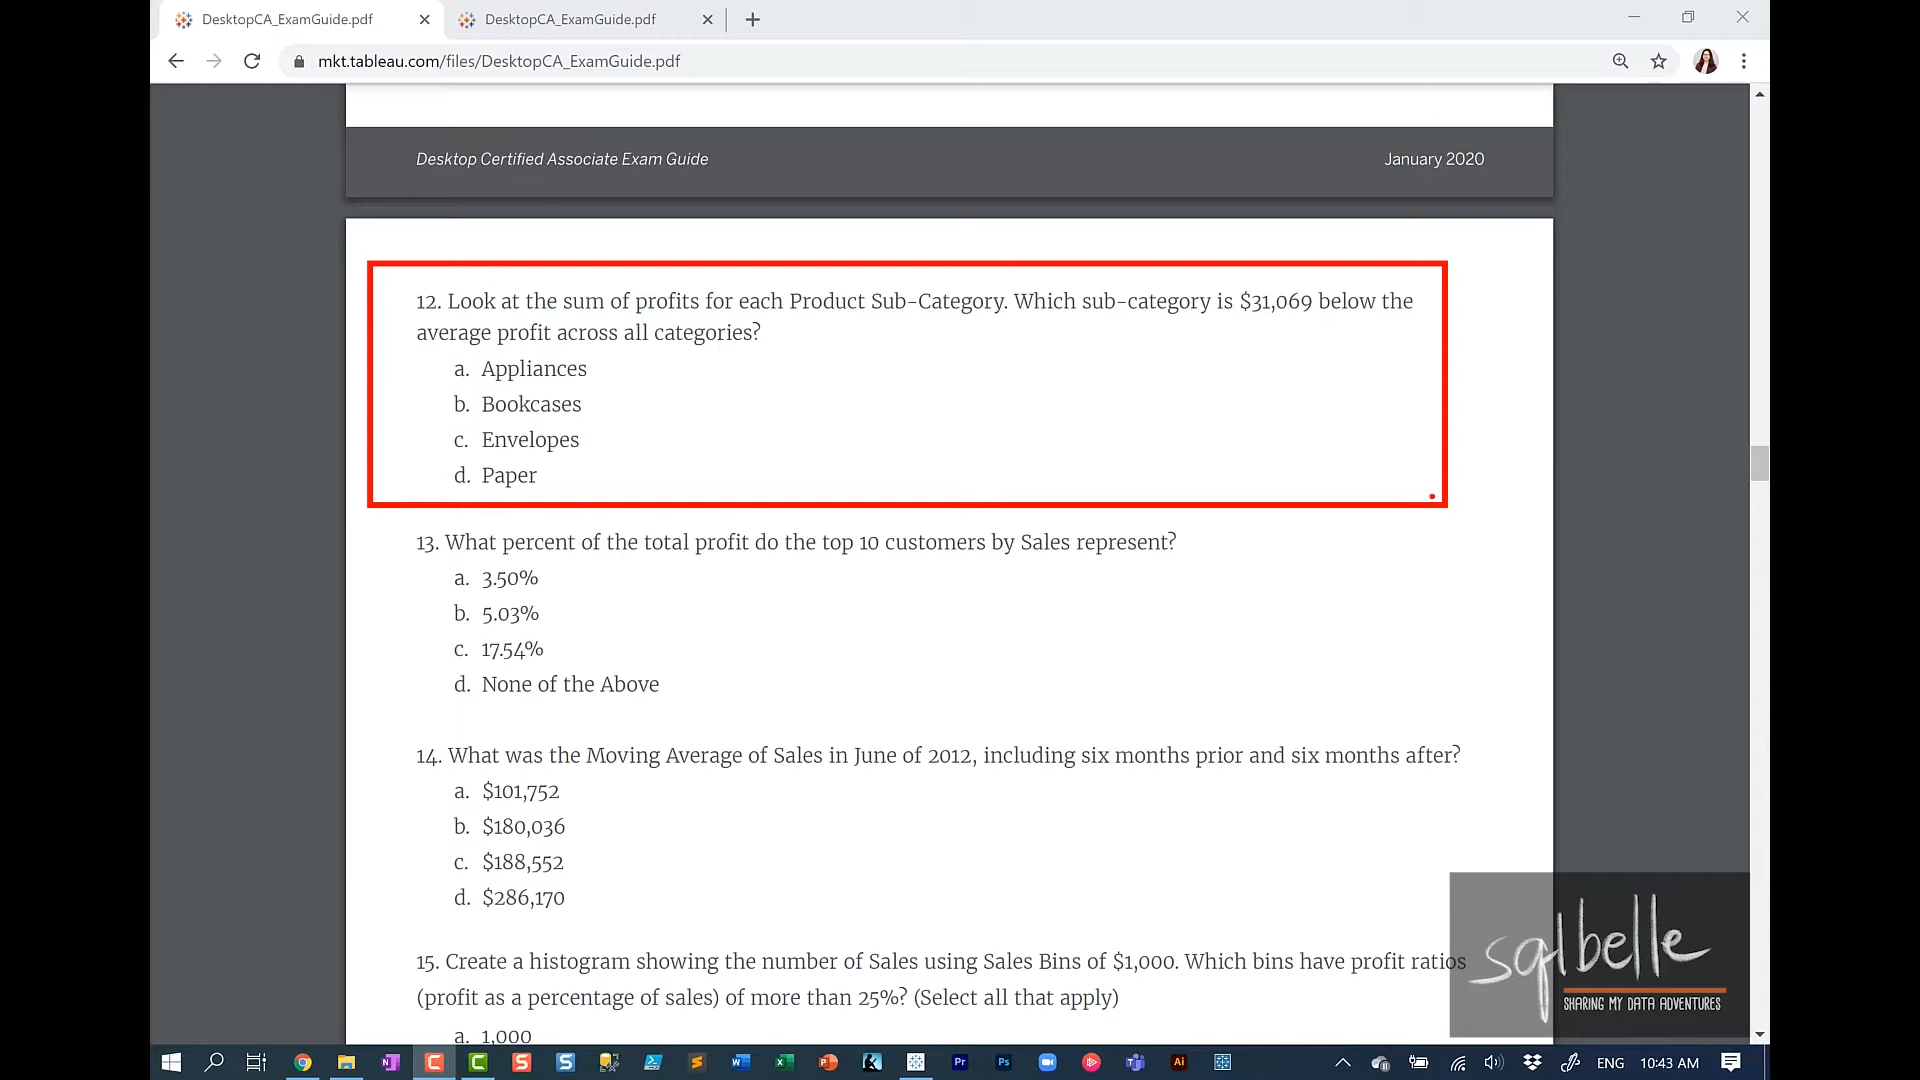 DesktopCA_ExamGuide.pdf
DesktopCA_ExamGuide.pdf
mkt.tableau.com/files/DesktopCA_ExamGuide.pdf
Desktop Certified Associate Exam Guide
January 2020
12. Look at the sum of profits for each Product Sub-Category. Which sub-category is $31,069 below the
average profit across all categories?
a. Appliances
b. Bookcases
c. Envelopes
d. Paper
13. What percent of the total profit do the top 10 customers by Sales represent?
a. 3.50%
b. 5.03%
c. 17.54%
d. None of the Above
14. What was the Moving Average of Sales in June of 2012, including six months prior and six months after?
a. $101,752
b. $180,036
c. $188,552
d. $286,170
15. Create a histogram showing the number of Sales using Sales Bins of $1,000. Which bins have profit ratios
(profit as a percentage of sales) of more than 25%? (Select all that apply)
a. 1,000
sqlbelle
SHARING MY DATA ADVENTURES
ENG
10:43 AM